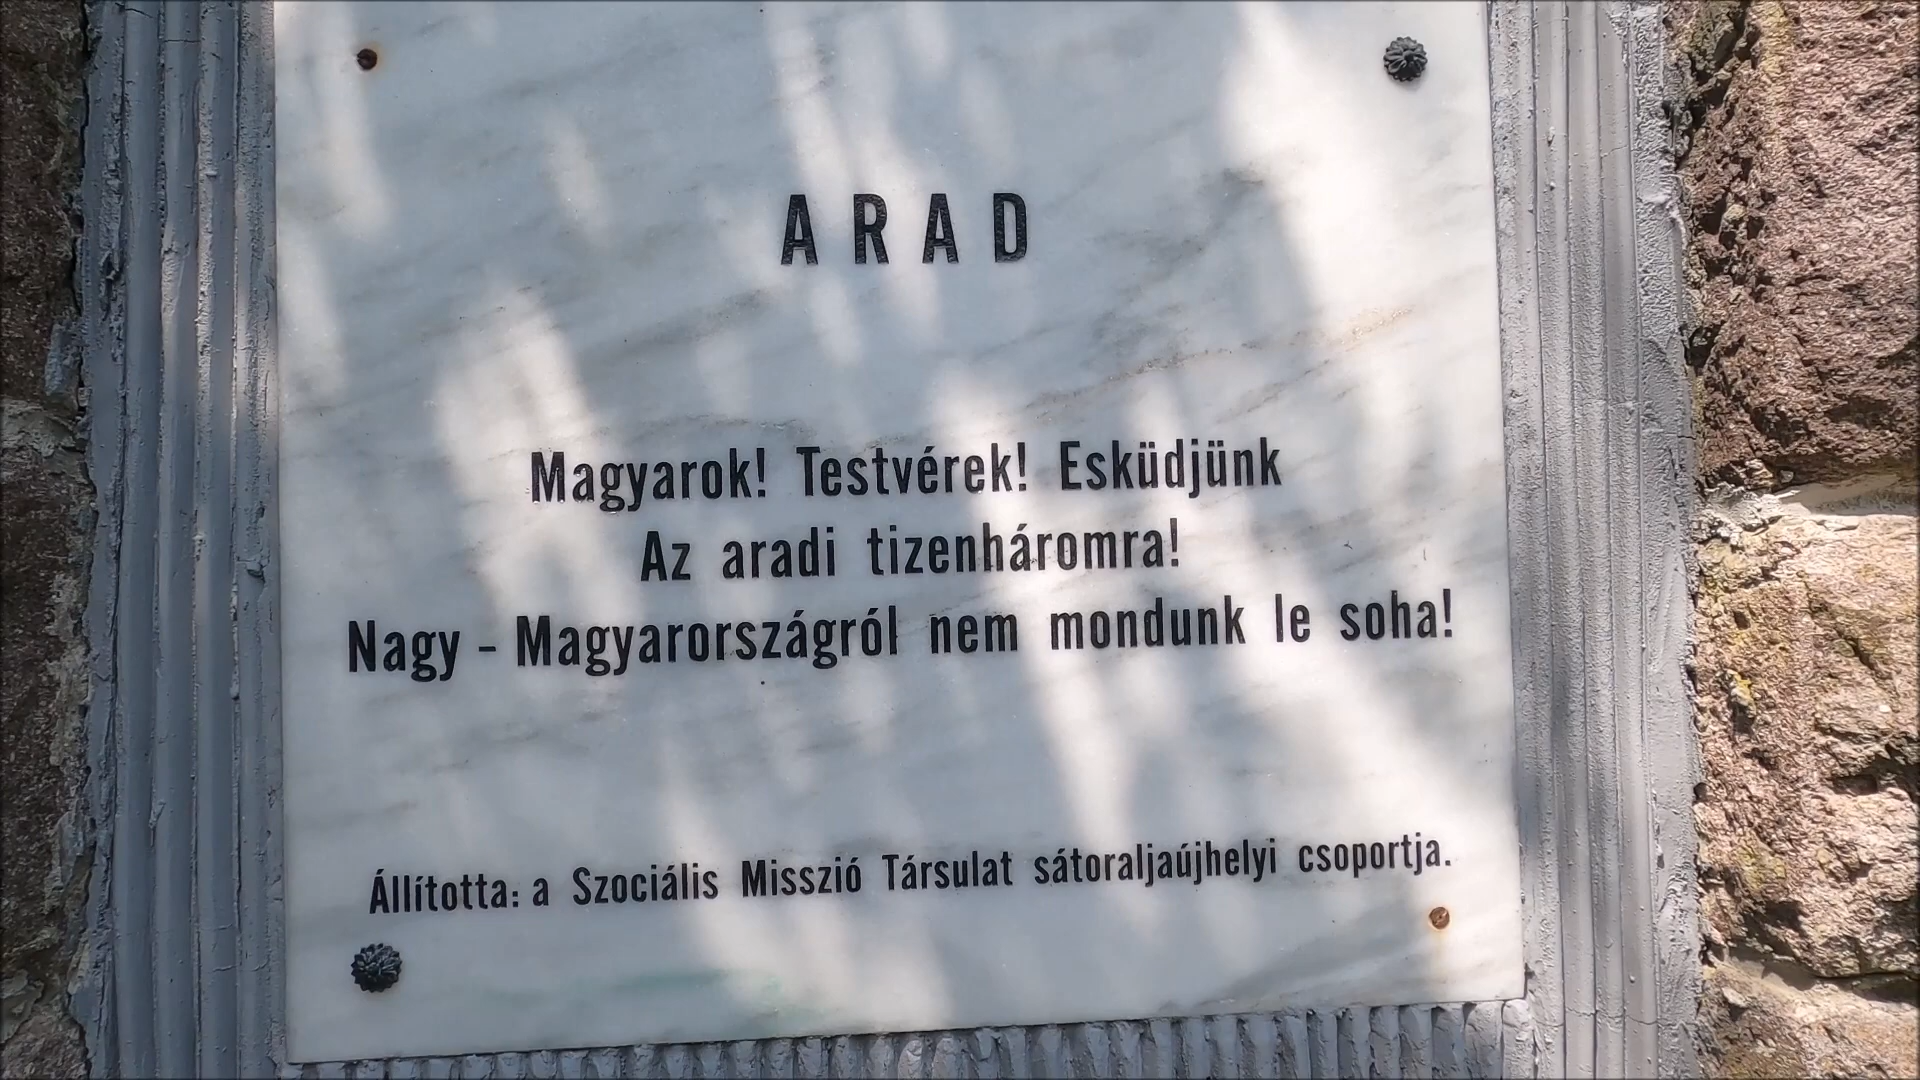 ARAD
Magyarok! Testvérek! Esküdjünk
Az aradi tizenháromra!
Nagy - Magyarországról nem mondunk le soha!
Állította: a Szociális Misszió Társulat sátoraljaújhelyi csoportja.